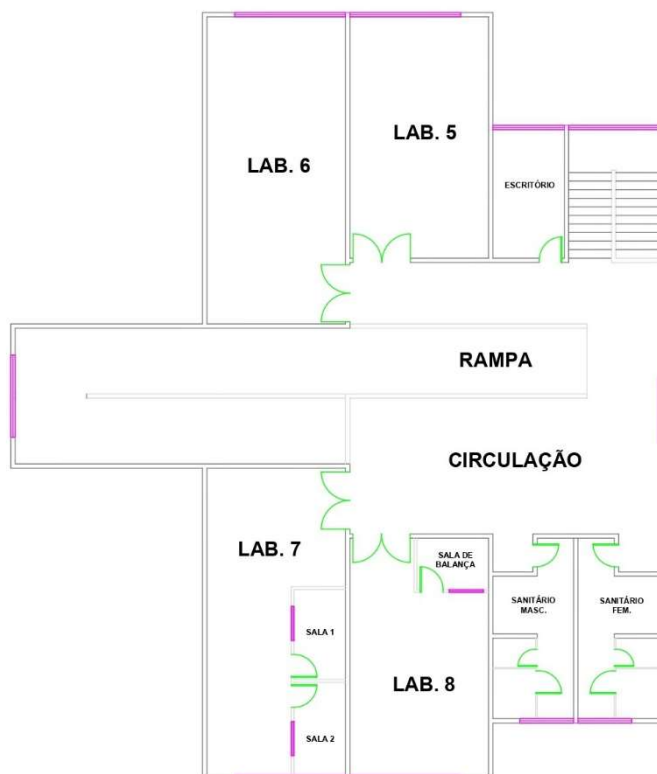 LAB. 5
LAB. 6
ESCRITÓRIO
RAMPA
CIRCULAÇÃO
LAB. 7
SALA DE
BALANÇA
SANITÁRIO
MASC.
SANITÁRIO
FEM.
SALA 1
LAB. 8
SALA 2